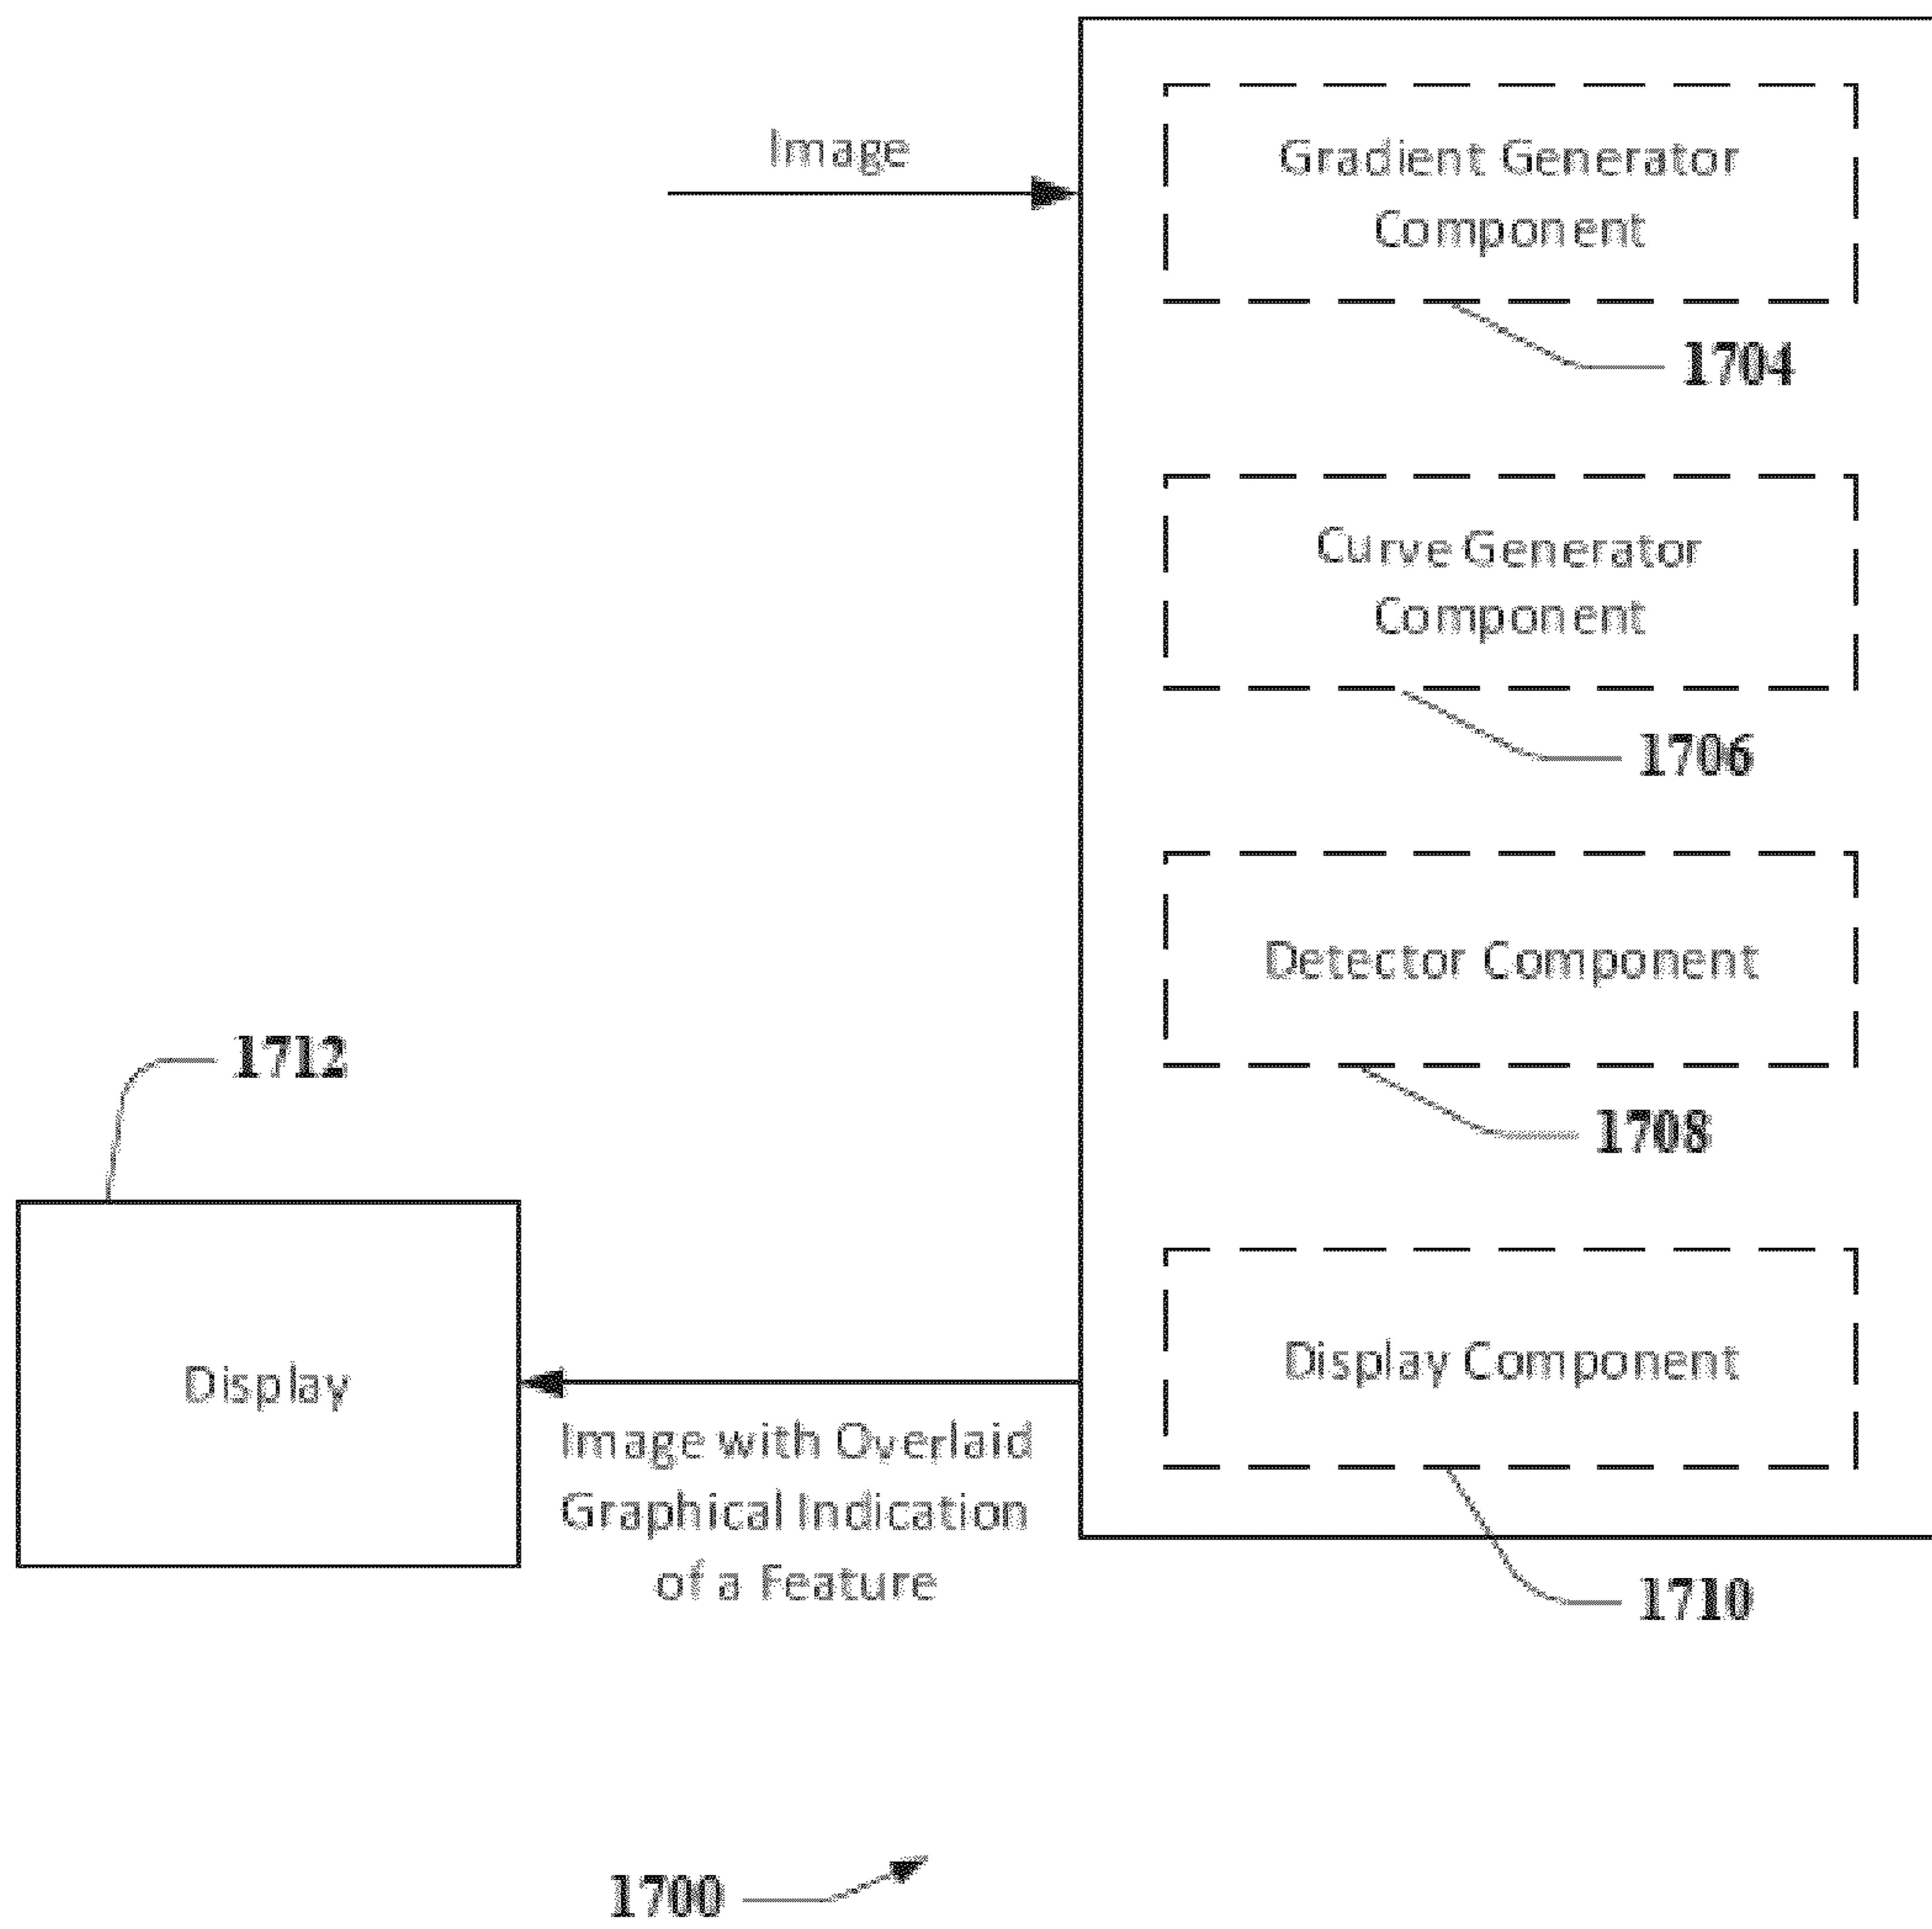 Image
Gradient Generator
Component
1704
Curve Generator
Component
1706
Detector Component
1708
1712
Display
Display Component
Image with Overlaid
Graphical Indication
of a Feature
1710
1700